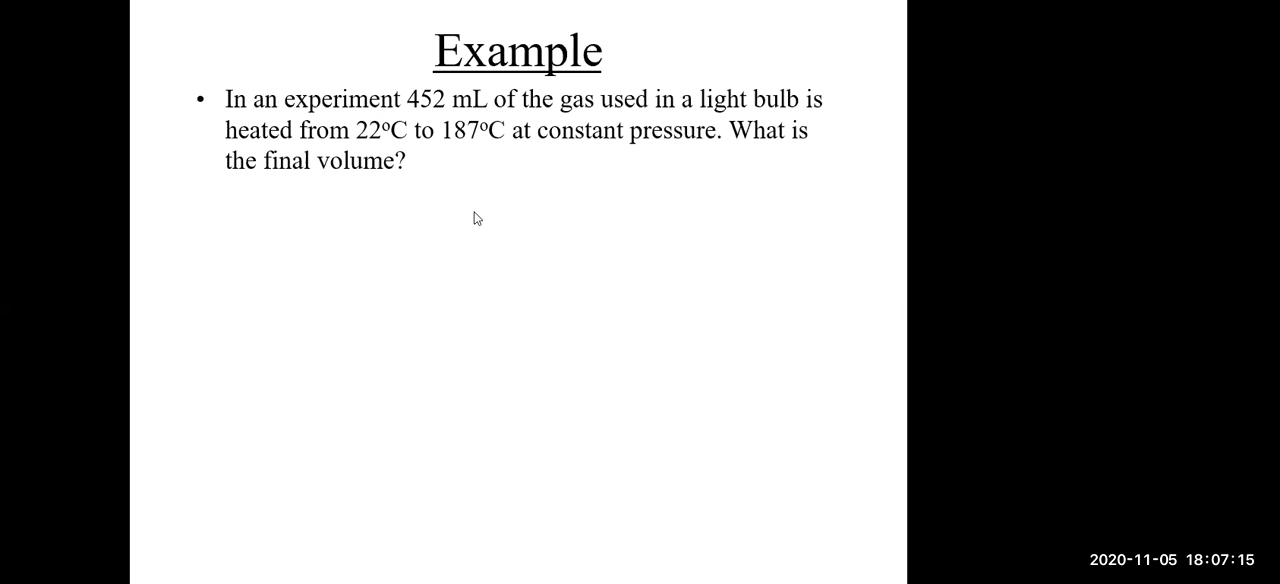 Example
• In an experiment 452 mL of the gas used in a light bulb is
heated from 22ºC to 187ºC at constant pressure. What is
the final volume?
2020-11-05 18:07:15